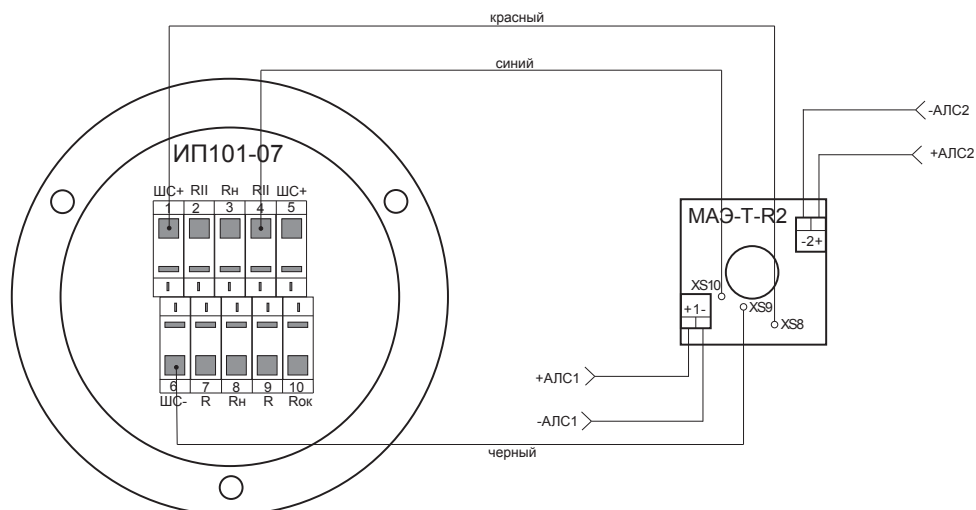 красный
синий
-АЛС2
+АЛС2
ИП101-07
ШС+ RII Rн RII ШС+
1 2 3 4 5
МАЭ-Т-R2
-2+
XS10
XS9
+1-
XS8
+АЛС1
6 7 8 9 10
ШС- R Rн R Rок
-АЛС1
черный